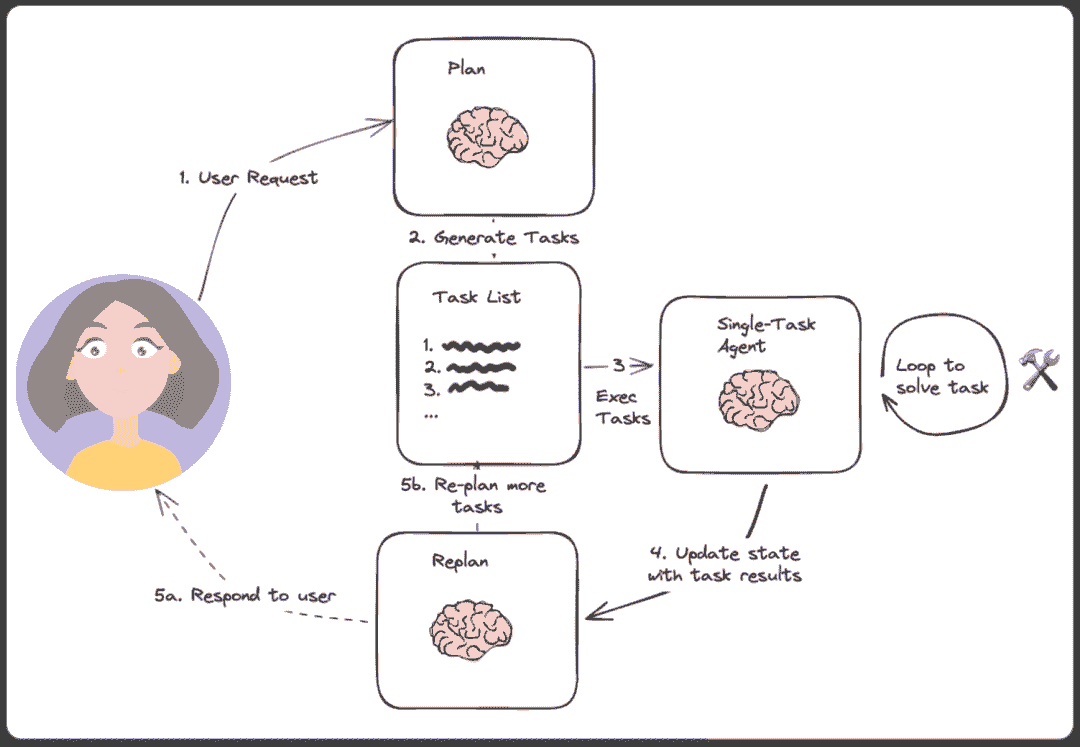 Plan
1. User Request
2. Generate Tasks
Task List
1.
2.
3.
...
3
Exec
Tasks
Single-Task
Agent
Loop to
solve task
4. Update state
with task results
Replan
5a. Respond to user
5b. Re-plan more
tasks